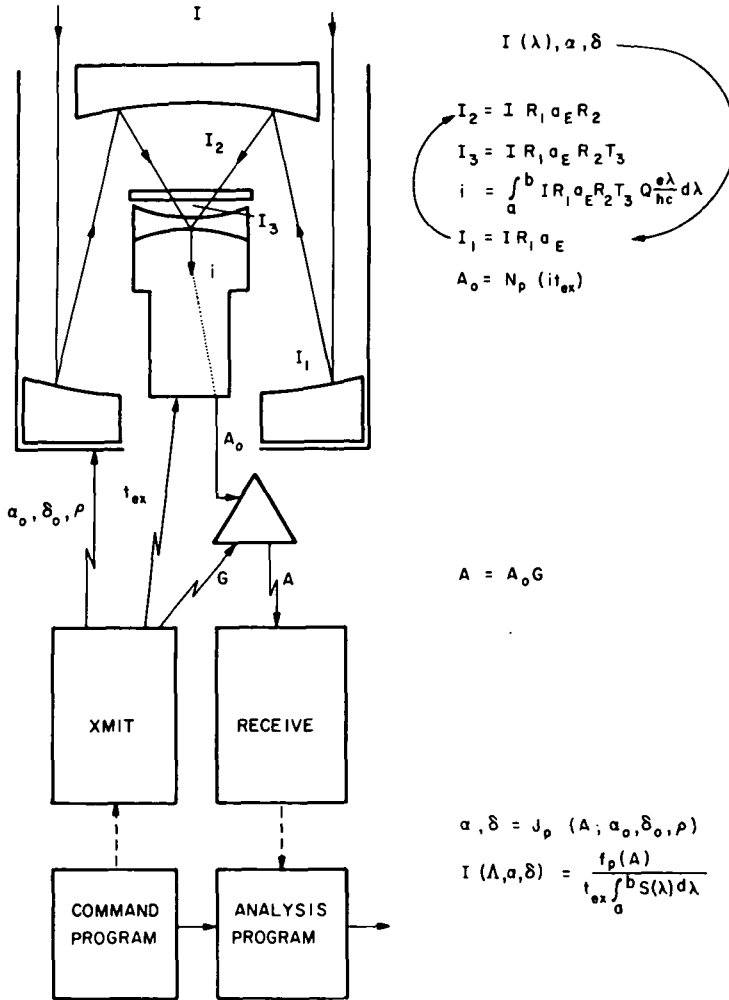 I
I (λ), α, δ
I₂
I₂ = I R₁ a_E R₂
I₃ = I R₁ a_E R₂ T₃
I₃
i = ∫_a^b I R₁ a_E R₂ T₃ Q eλ/hc dλ
i
I₁ = I R₁ a_E
A₀ = N_p (i t_ex)
I₁
A₀
α₀, δ₀, ρ
t_ex
G
A
A = A₀G
XMIT
RECEIVE
α, δ = J_p (A; α₀, δ₀, ρ)
I (Λ, α, δ) = f_p(A) / t_ex ∫_a^b S(λ) dλ
COMMAND
PROGRAM
ANALYSIS
PROGRAM